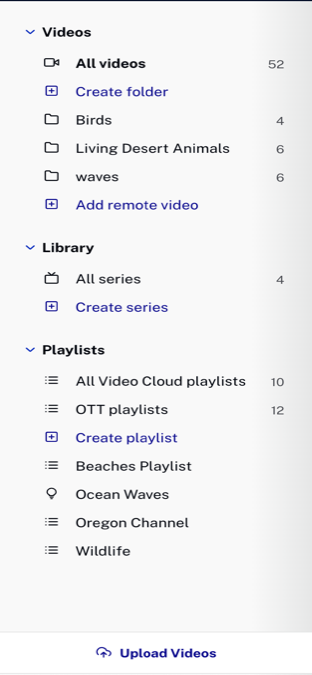 Videos
All videos 52
Create folder
Birds 4
Living Desert Animals 6
waves 6
Add remote video
Library
All series 4
Create series
Playlists
All Video Cloud playlists 10
OTT playlists 12
Create playlist
Beaches Playlist
Ocean Waves
Oregon Channel
Wildlife
Upload Videos